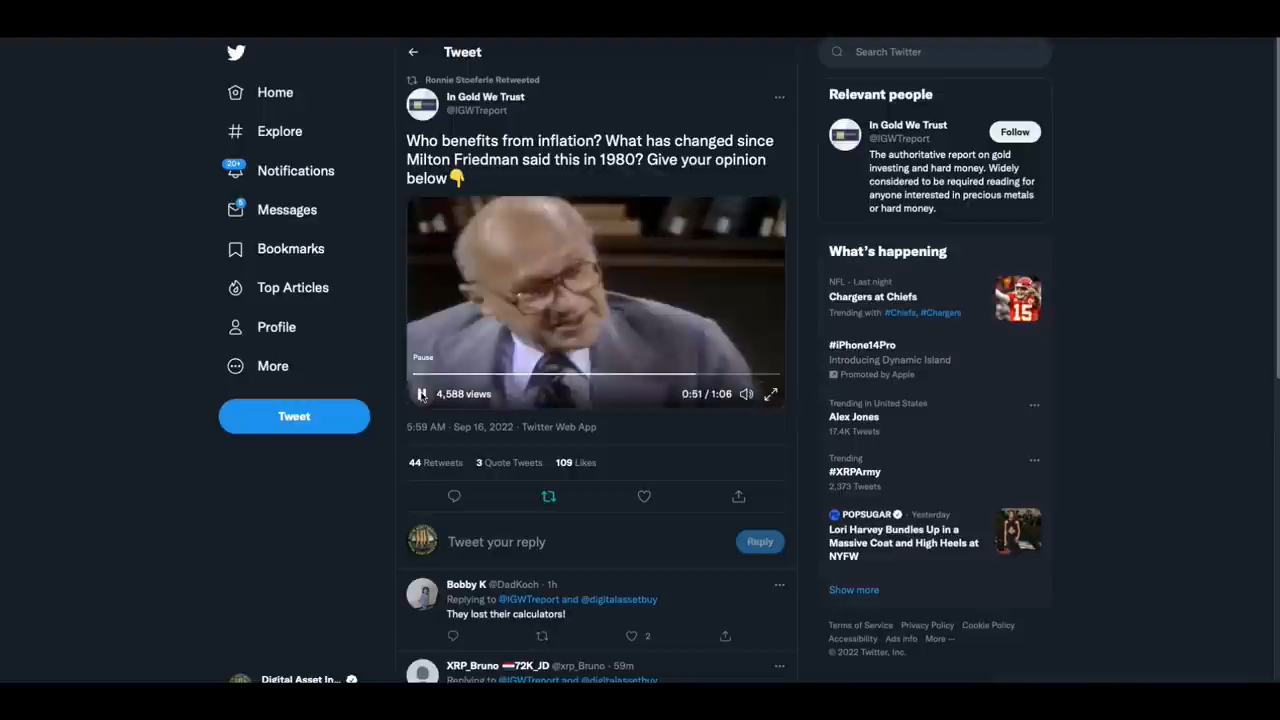 Home
Explore
20+
Notifications
5
Messages
Bookmarks
Top Articles
Profile
More
Tweet
Digital Asset In...
Tweet
Ronnie Stoeferle Retweeted
In Gold We Trust
@IGWTreport
Who benefits from inflation? What has changed since
Milton Friedman said this in 1980? Give your opinion
below👇
Pause
4,588 views
0:51 / 1:06
5:59 AM · Sep 16, 2022 · Twitter Web App
44 Retweets 3 Quote Tweets 109 Likes
Tweet your reply
Reply
Bobby K @DadKoch · 1h
Replying to @IGWTreport and @digitalassetbuy
They lost their calculators!
2
XRP_Bruno 🇳🇱72K_JD @xrp_Bruno · 59m
Replying to @IGWTreport and @digitalassetbuy
Search Twitter
Relevant people
In Gold We Trust
@IGWTreport
Follow
The authoritative report on gold
investing and hard money. Widely
considered to be required reading for
anyone interested in precious metals
or hard money.
What's happening
NFL · Last night
Chargers at Chiefs
Trending with #Chiefs, #Chargers
15
#iPhone14Pro
Introducing Dynamic Island
Promoted by Apple
Trending in United States
Alex Jones
17.4K Tweets
Trending
#XRPArmy
2,373 Tweets
POPSUGAR · Yesterday
Lori Harvey Bundles Up in a
Massive Coat and High Heels at
NYFW
Show more
Terms of Service Privacy Policy Cookie Policy
Accessibility Ads info More ···
© 2022 Twitter, Inc.